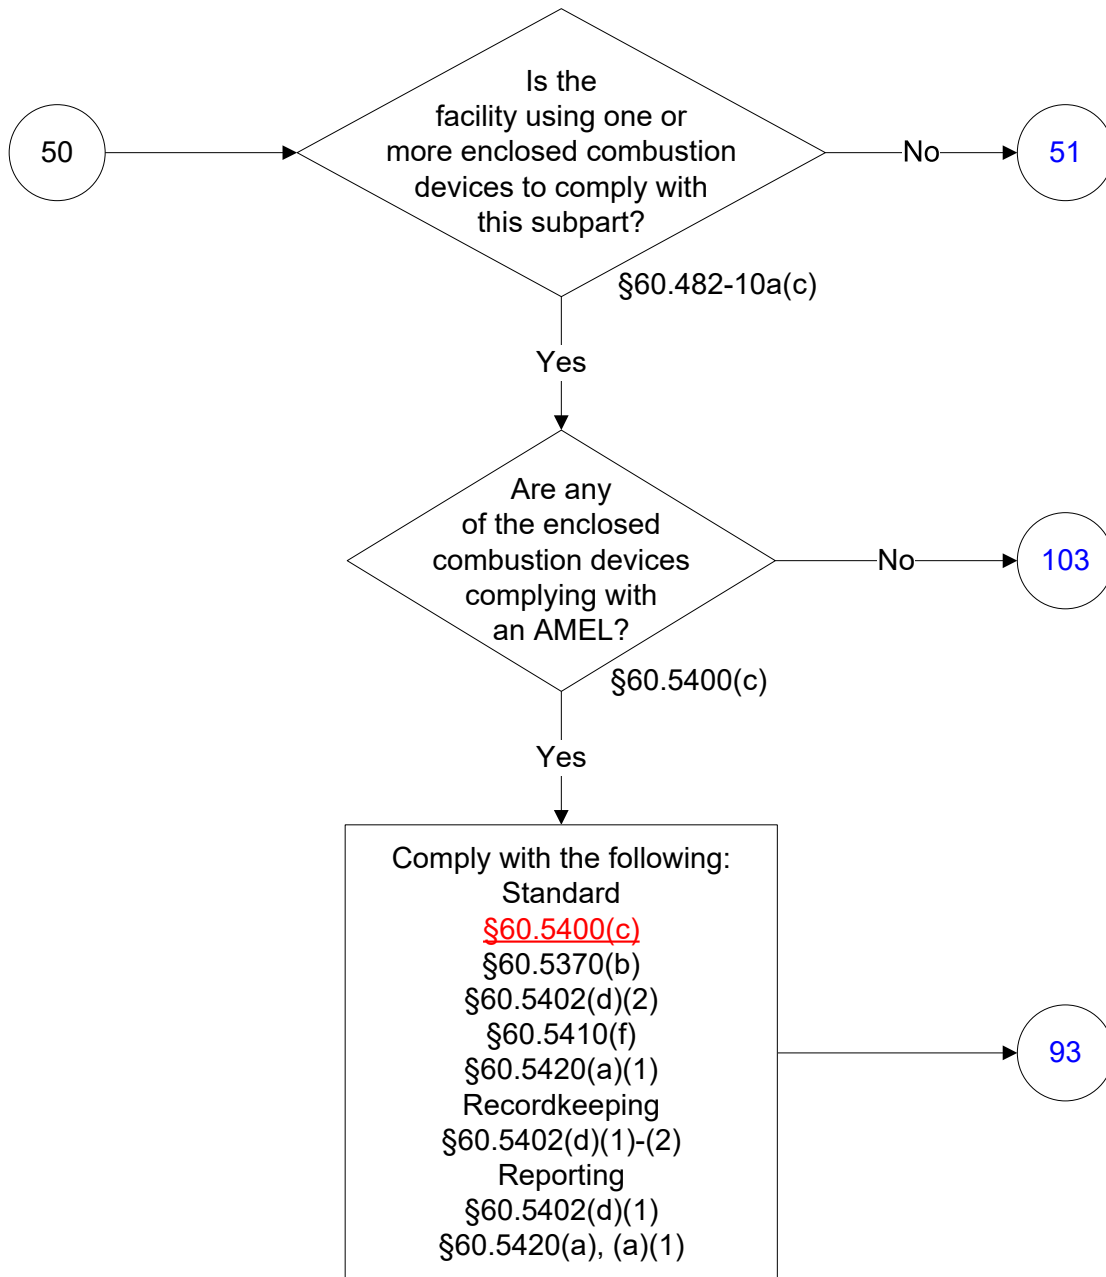 Is the
facility using one or
more enclosed combustion
devices to comply with
this subpart?
50
No
51
§60.482-10a(c)
Yes
Are any
of the enclosed
combustion devices
complying with
an AMEL?
No
103
§60.5400(c)
Yes
Comply with the following:
Standard
§60.5400(c)
§60.5370(b)
§60.5402(d)(2)
§60.5410(f)
§60.5420(a)(1)
Recordkeeping
§60.5402(d)(1)-(2)
Reporting
§60.5402(d)(1)
§60.5420(a), (a)(1)
93